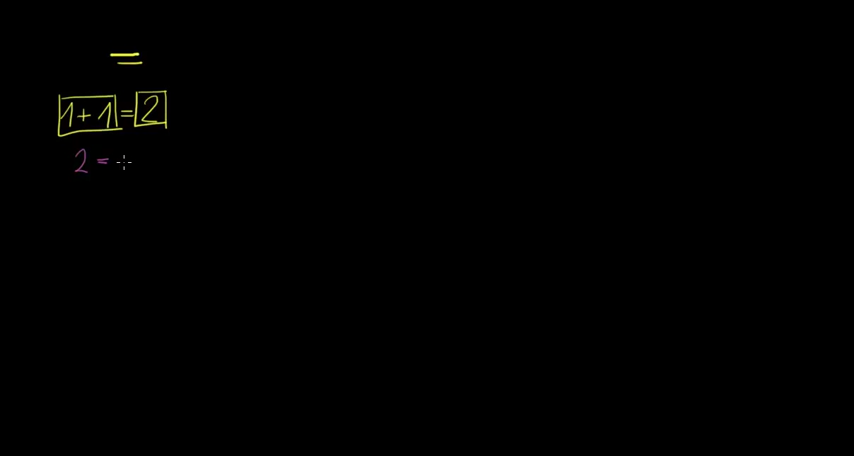 =
1+1=2
2=